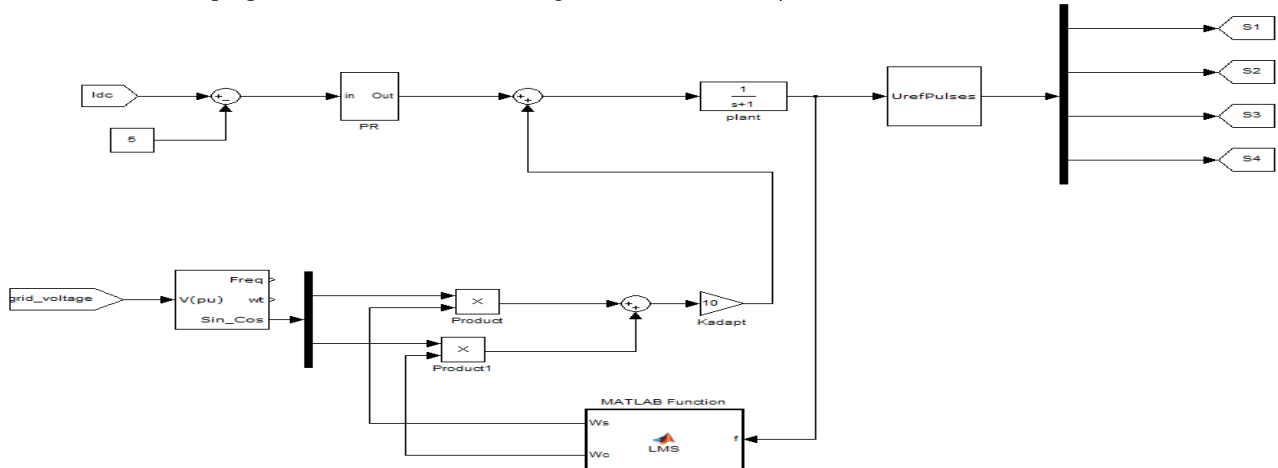 S1
S2
S3
S4
Idc
5
in Out
PR
1
s+1
plant
UrefPulses
grid_voltage
V(pu)
Freq
wt
Sin_Cos
Product
Product1
10
Kadapt
MATLAB Function
Ws
Wc
LMS
f